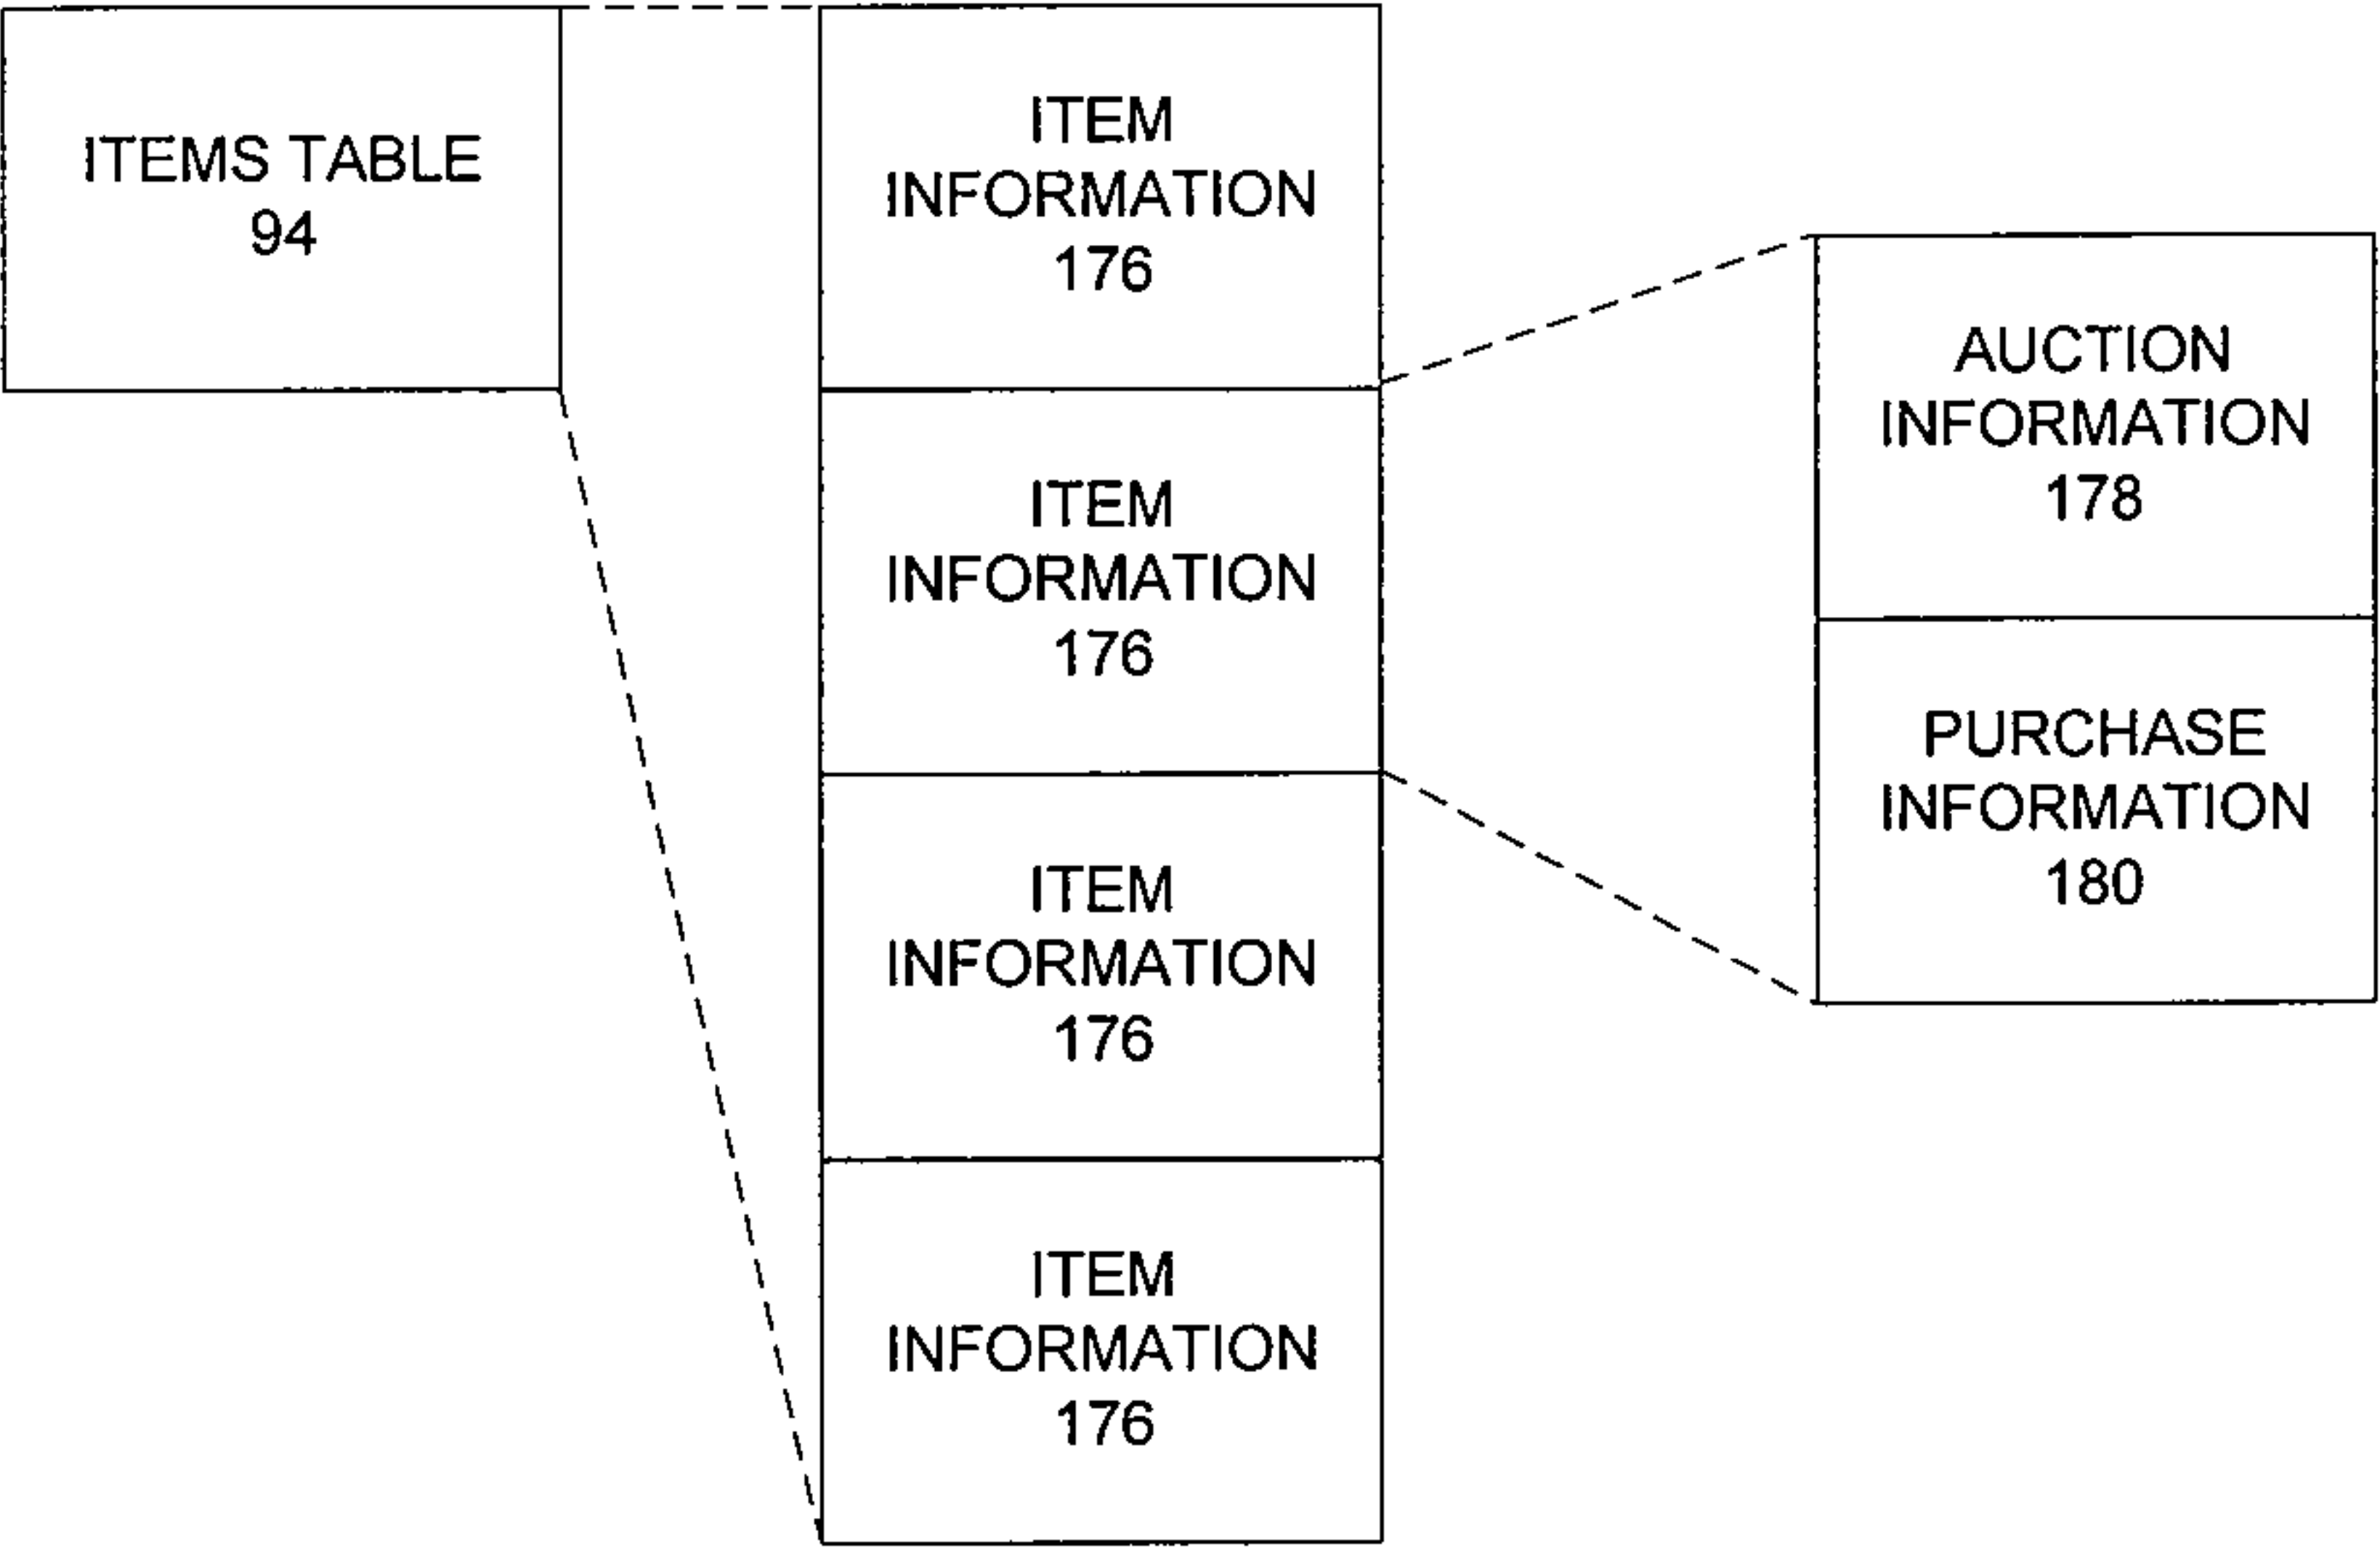 ITEMS TABLE
94
ITEM
INFORMATION
176
ITEM
INFORMATION
176
ITEM
INFORMATION
176
ITEM
INFORMATION
176
AUCTION
INFORMATION
178
PURCHASE
INFORMATION
180